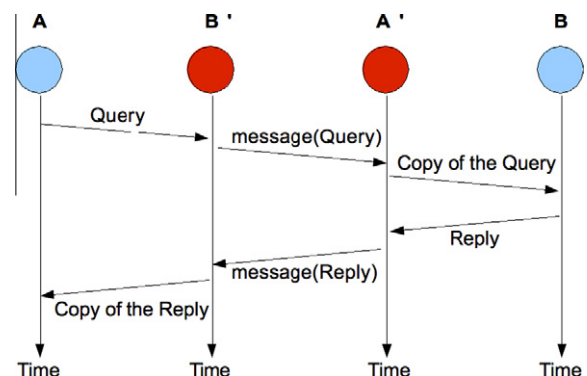 A B ' A ' B
Query
message(Query)
Copy of the Query
Reply
message(Reply)
Copy of the Reply
Time Time Time Time